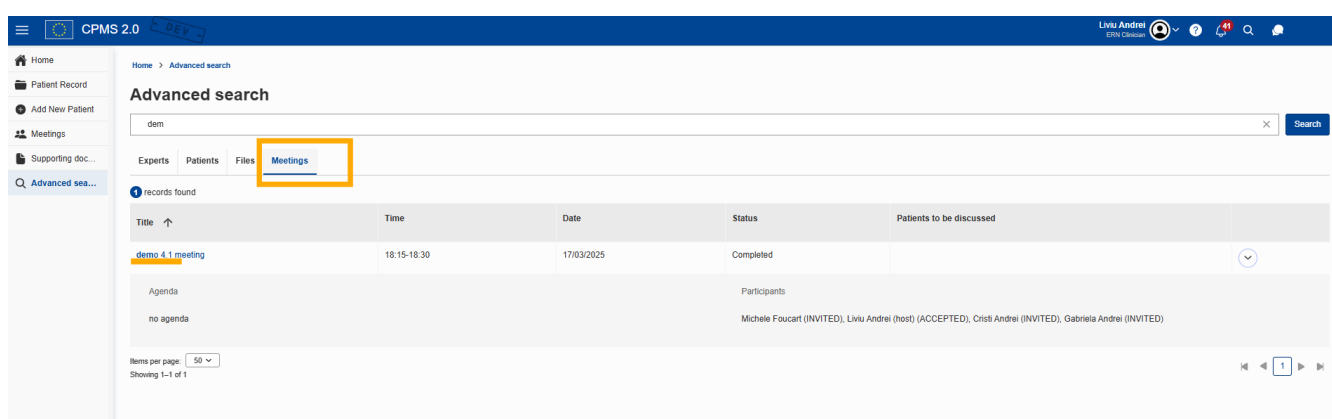 CPMS 2.0
DEV
Liviu Andrei
ERN Clinician
41
Home
Patient Record
Add New Patient
Meetings
Supporting doc...
Advanced sea...
Home > Advanced search
Advanced search
dem
Search
Experts Patients Files Meetings
1 records found
Title Time Date Status Patients to be discussed
demo 4.1 meeting 18:15-18:30 17/03/2025 Completed
Agenda Participants
no agenda Michele Foucart (INVITED), Liviu Andrei (host) (ACCEPTED), Cristi Andrei (INVITED), Gabriela Andrei (INVITED)
Items per page: 50
Showing 1–1 of 1
1